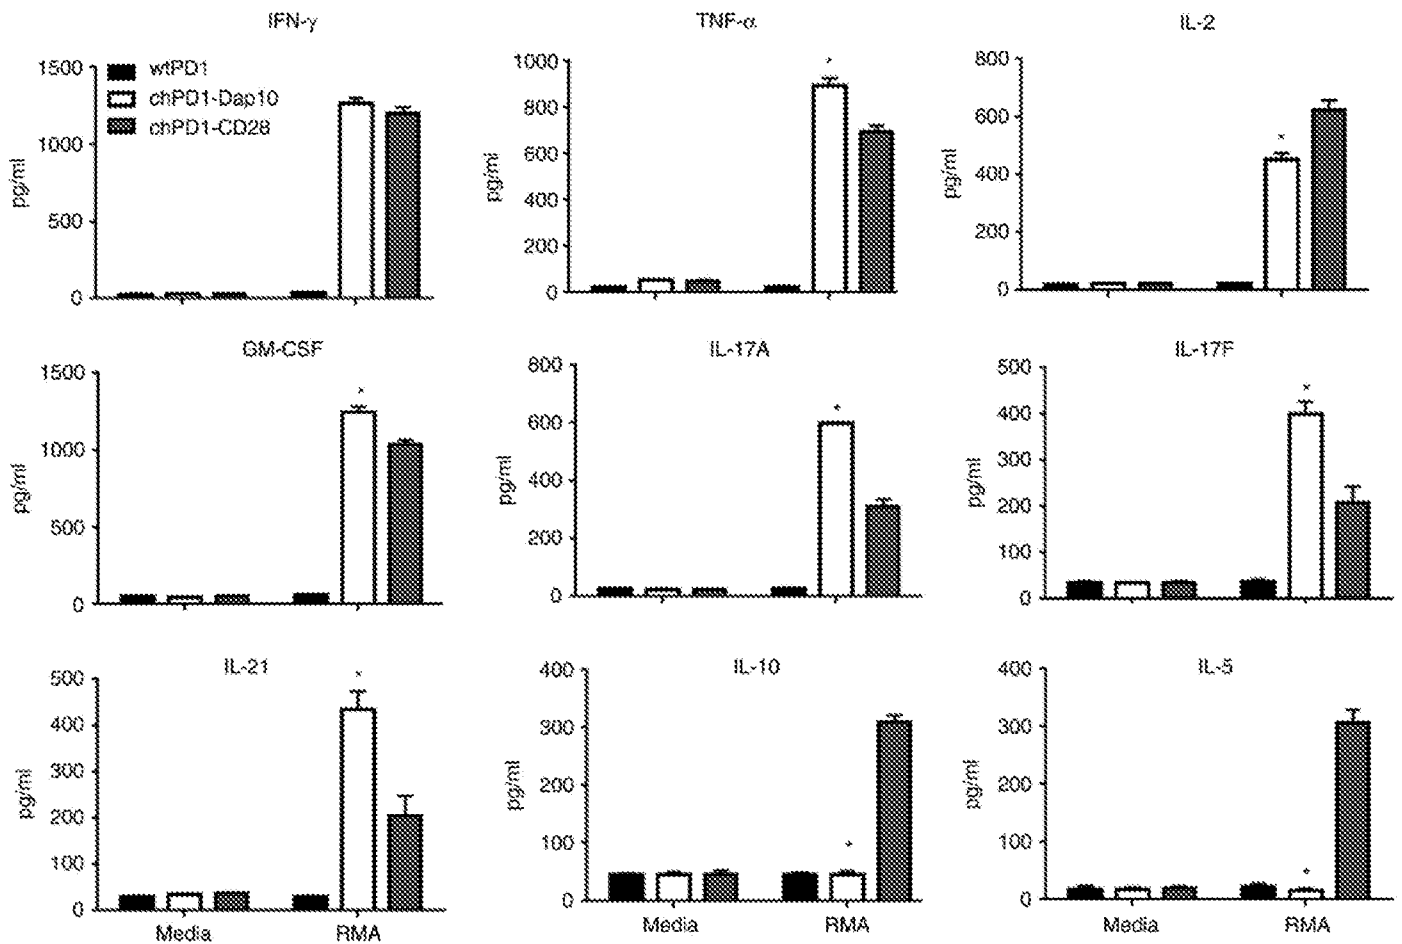 IFN-γ
1500
1000
500
0
pg/ml
wtPD1
chPD1-Dap10
chPD1-CD28
TNF-α
1000
800
600
400
200
0
pg/ml
*
IL-2
800
600
400
200
0
pg/ml
*
GM-CSF
1500
1000
500
0
pg/ml
*
IL-17A
800
600
400
200
0
pg/ml
*
IL-17F
500
400
300
200
100
0
pg/ml
*
IL-21
500
400
300
200
100
0
pg/ml
*
Media RMA
IL-10
400
300
200
100
0
pg/ml
*
Media RMA
IL-5
400
300
200
100
0
pg/ml
*
Media RMA